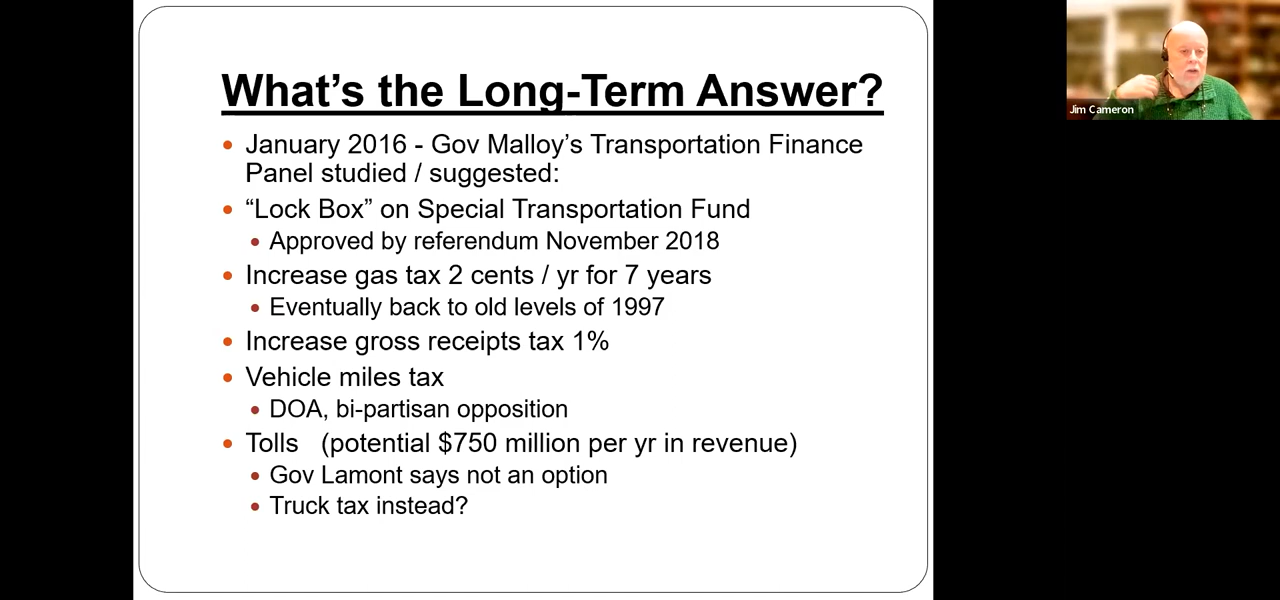 What's the Long-Term Answer?
• January 2016 - Gov Malloy's Transportation Finance
Panel studied / suggested:
• “Lock Box” on Special Transportation Fund
• Approved by referendum November 2018
• Increase gas tax 2 cents / yr for 7 years
• Eventually back to old levels of 1997
• Increase gross receipts tax 1%
• Vehicle miles tax
• DOA, bi-partisan opposition
• Tolls (potential $750 million per yr in revenue)
• Gov Lamont says not an option
• Truck tax instead?
Jim Cameron